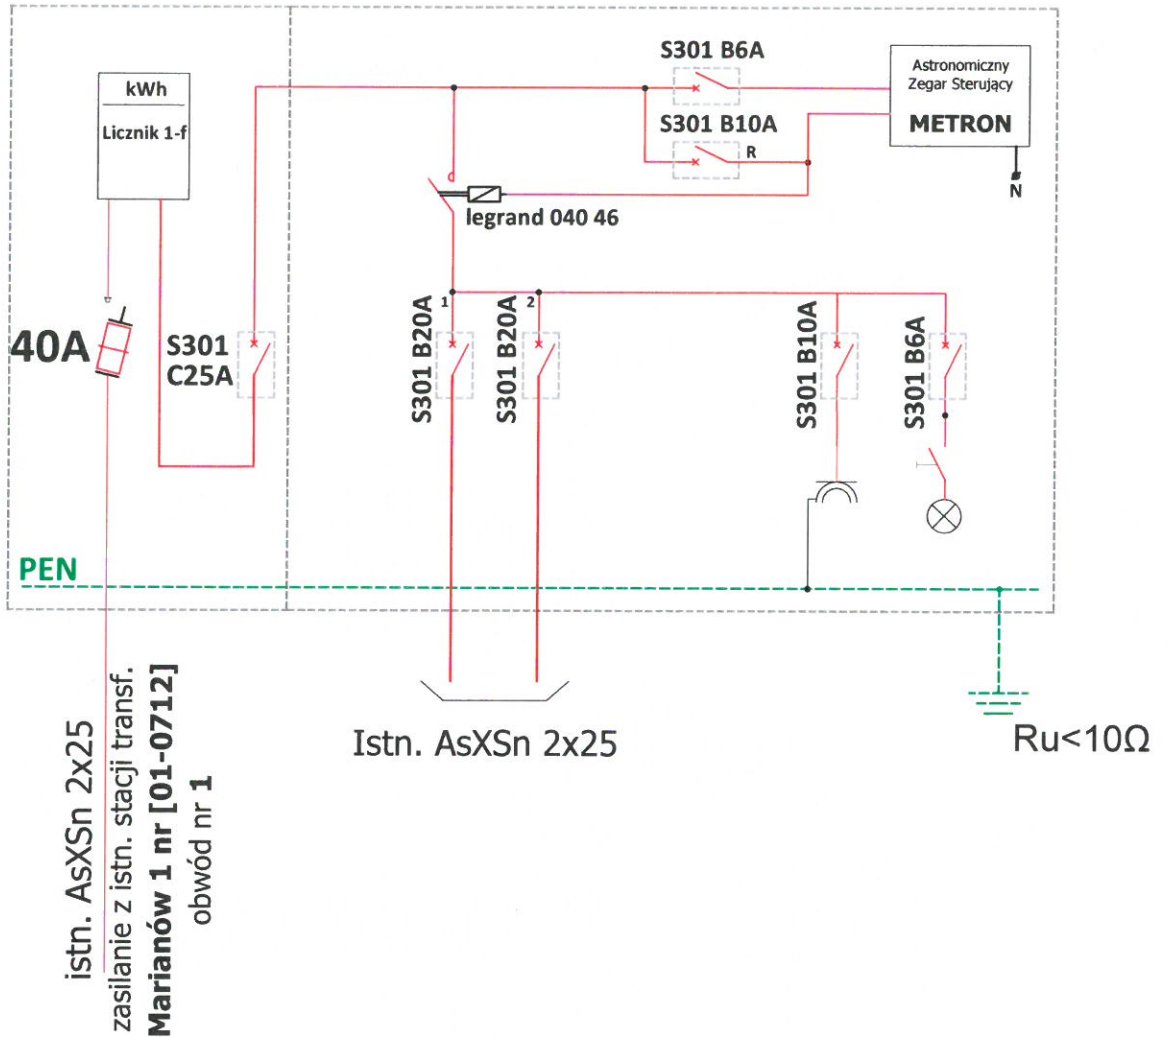 S301 B6A
Astronomiczny
Zegar Sterujący
METRON
N
kWh
Licznik 1-f
S301 B10A
R
legrand 040 46
40A
S301
C25A
1
S301 B20A
2
S301 B20A
S301 B10A
S301 B6A
PEN
Istn. AsXSn 2x25
Ru<10Ω
istn. AsXSn 2x25
zasilanie z istn. stacji transf.
Marianów 1 nr [01-0712]
obwód nr 1